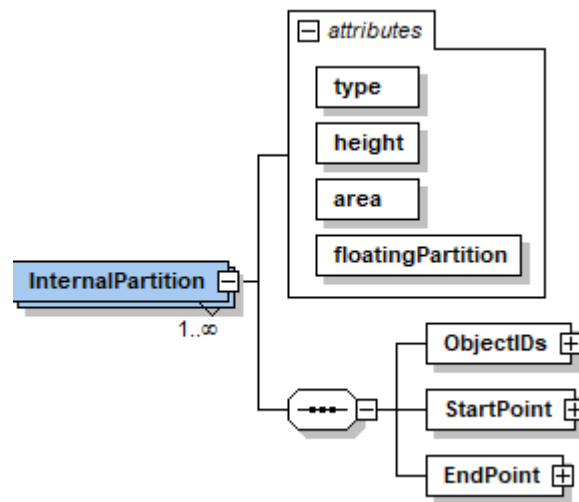 attributes
type
height
area
floatingPartition
InternalPartition
1..∞
ObjectIDs
StartPoint
EndPoint